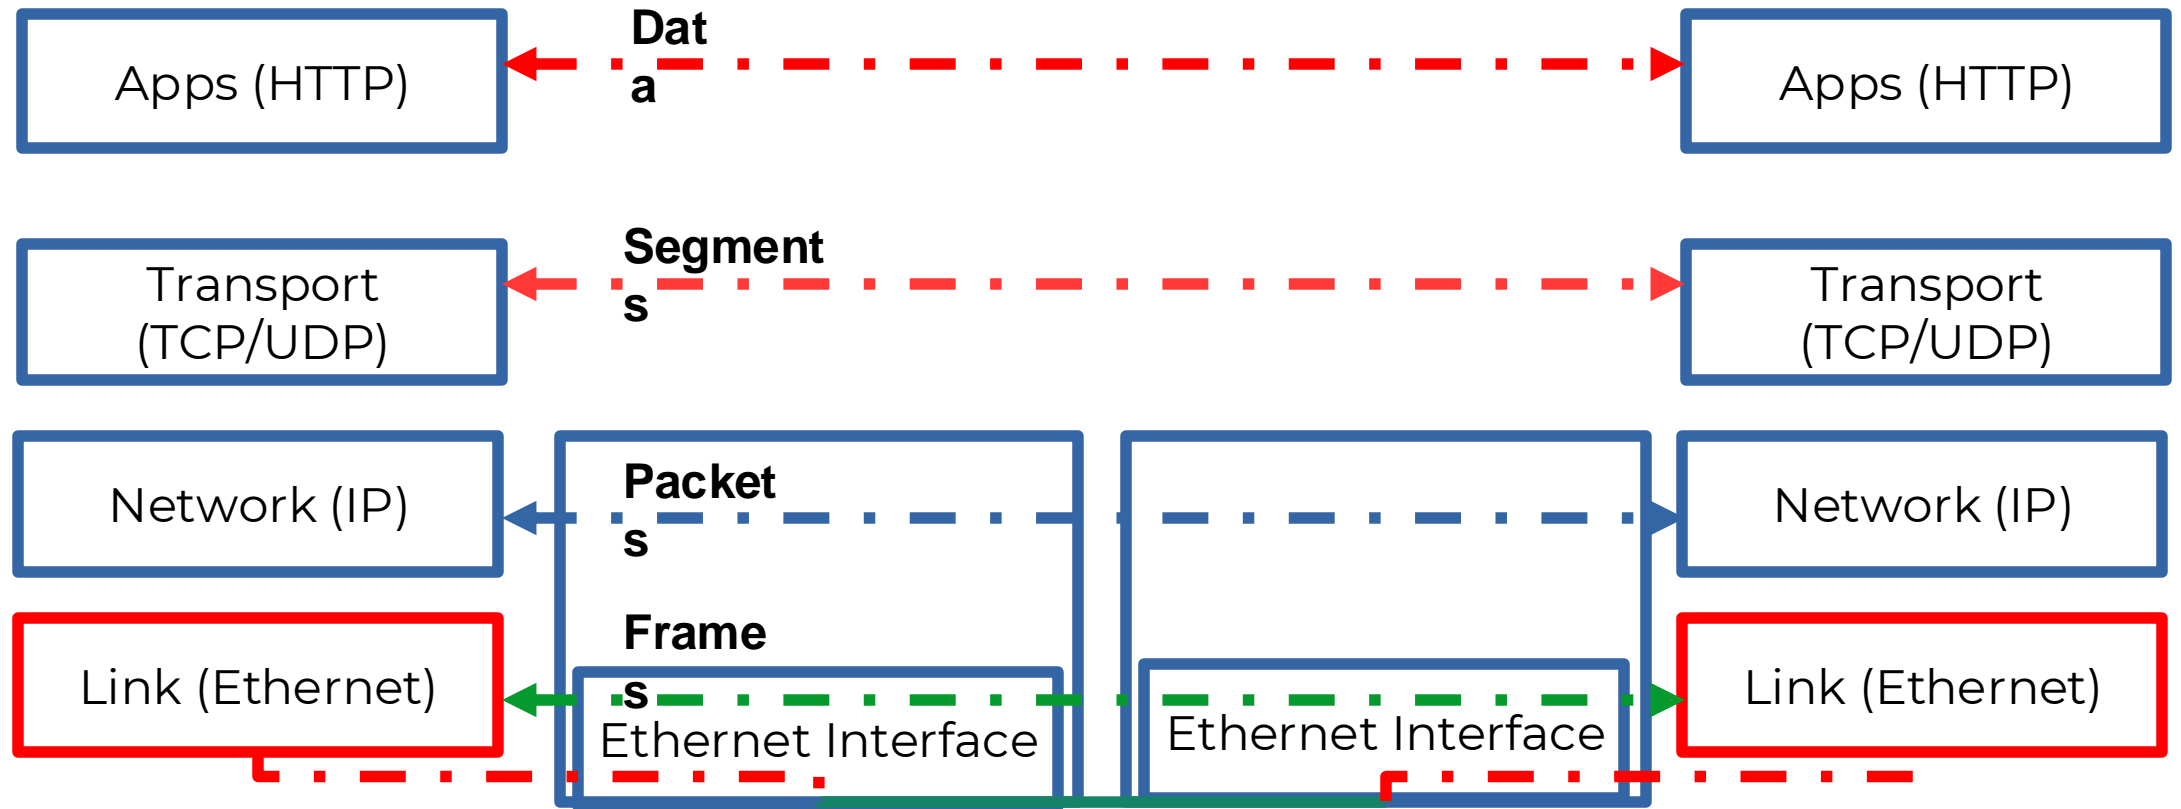 Apps (HTTP)
Dat
a
Apps (HTTP)
Transport
(TCP/UDP)
Segment
s
Transport
(TCP/UDP)
Network (IP)
Packet
s
Network (IP)
Link (Ethernet)
Frame
s
Ethernet Interface
Ethernet Interface
Link (Ethernet)